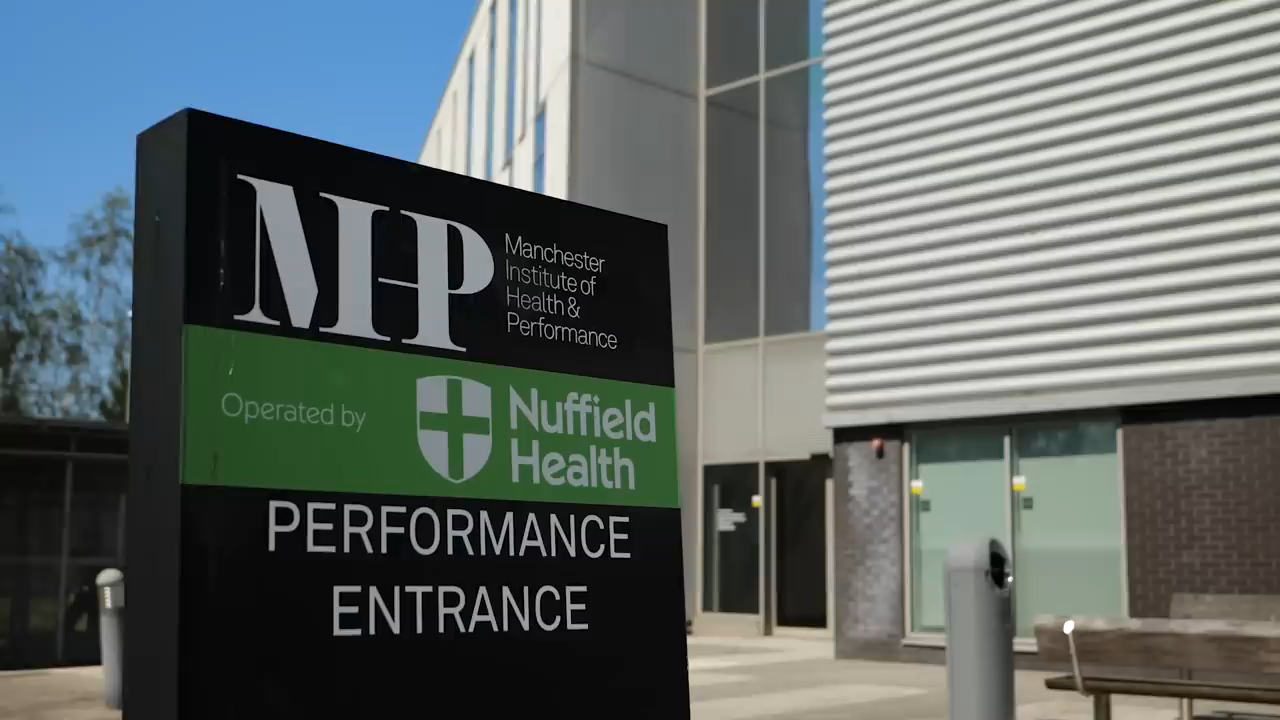 MIHP
Manchester
Institute of
Health &
Performance
Operated by
Nuffield
Health
PERFORMANCE
ENTRANCE